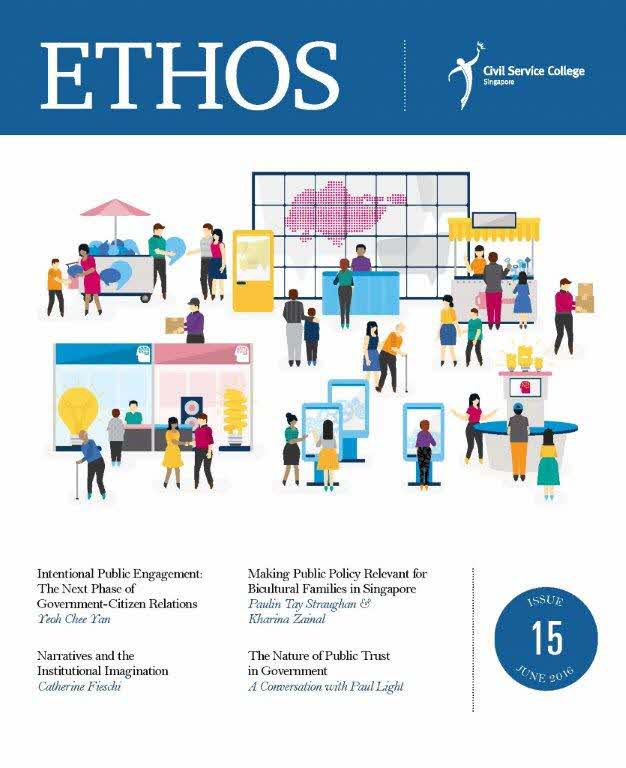 ETHOS
Civil Service College
Singapore
Intentional Public Engagement:
The Next Phase of
Government-Citizen Relations
Yeoh Chee Yan
Making Public Policy Relevant for
Bicultural Families in Singapore
Paulin Tay Straughan &
Kharina Zainal
Narratives and the
Institutional Imagination
Catherine Fieschi
The Nature of Public Trust
in Government
A Conversation with Paul Light
ISSUE
15
JUNE 2016